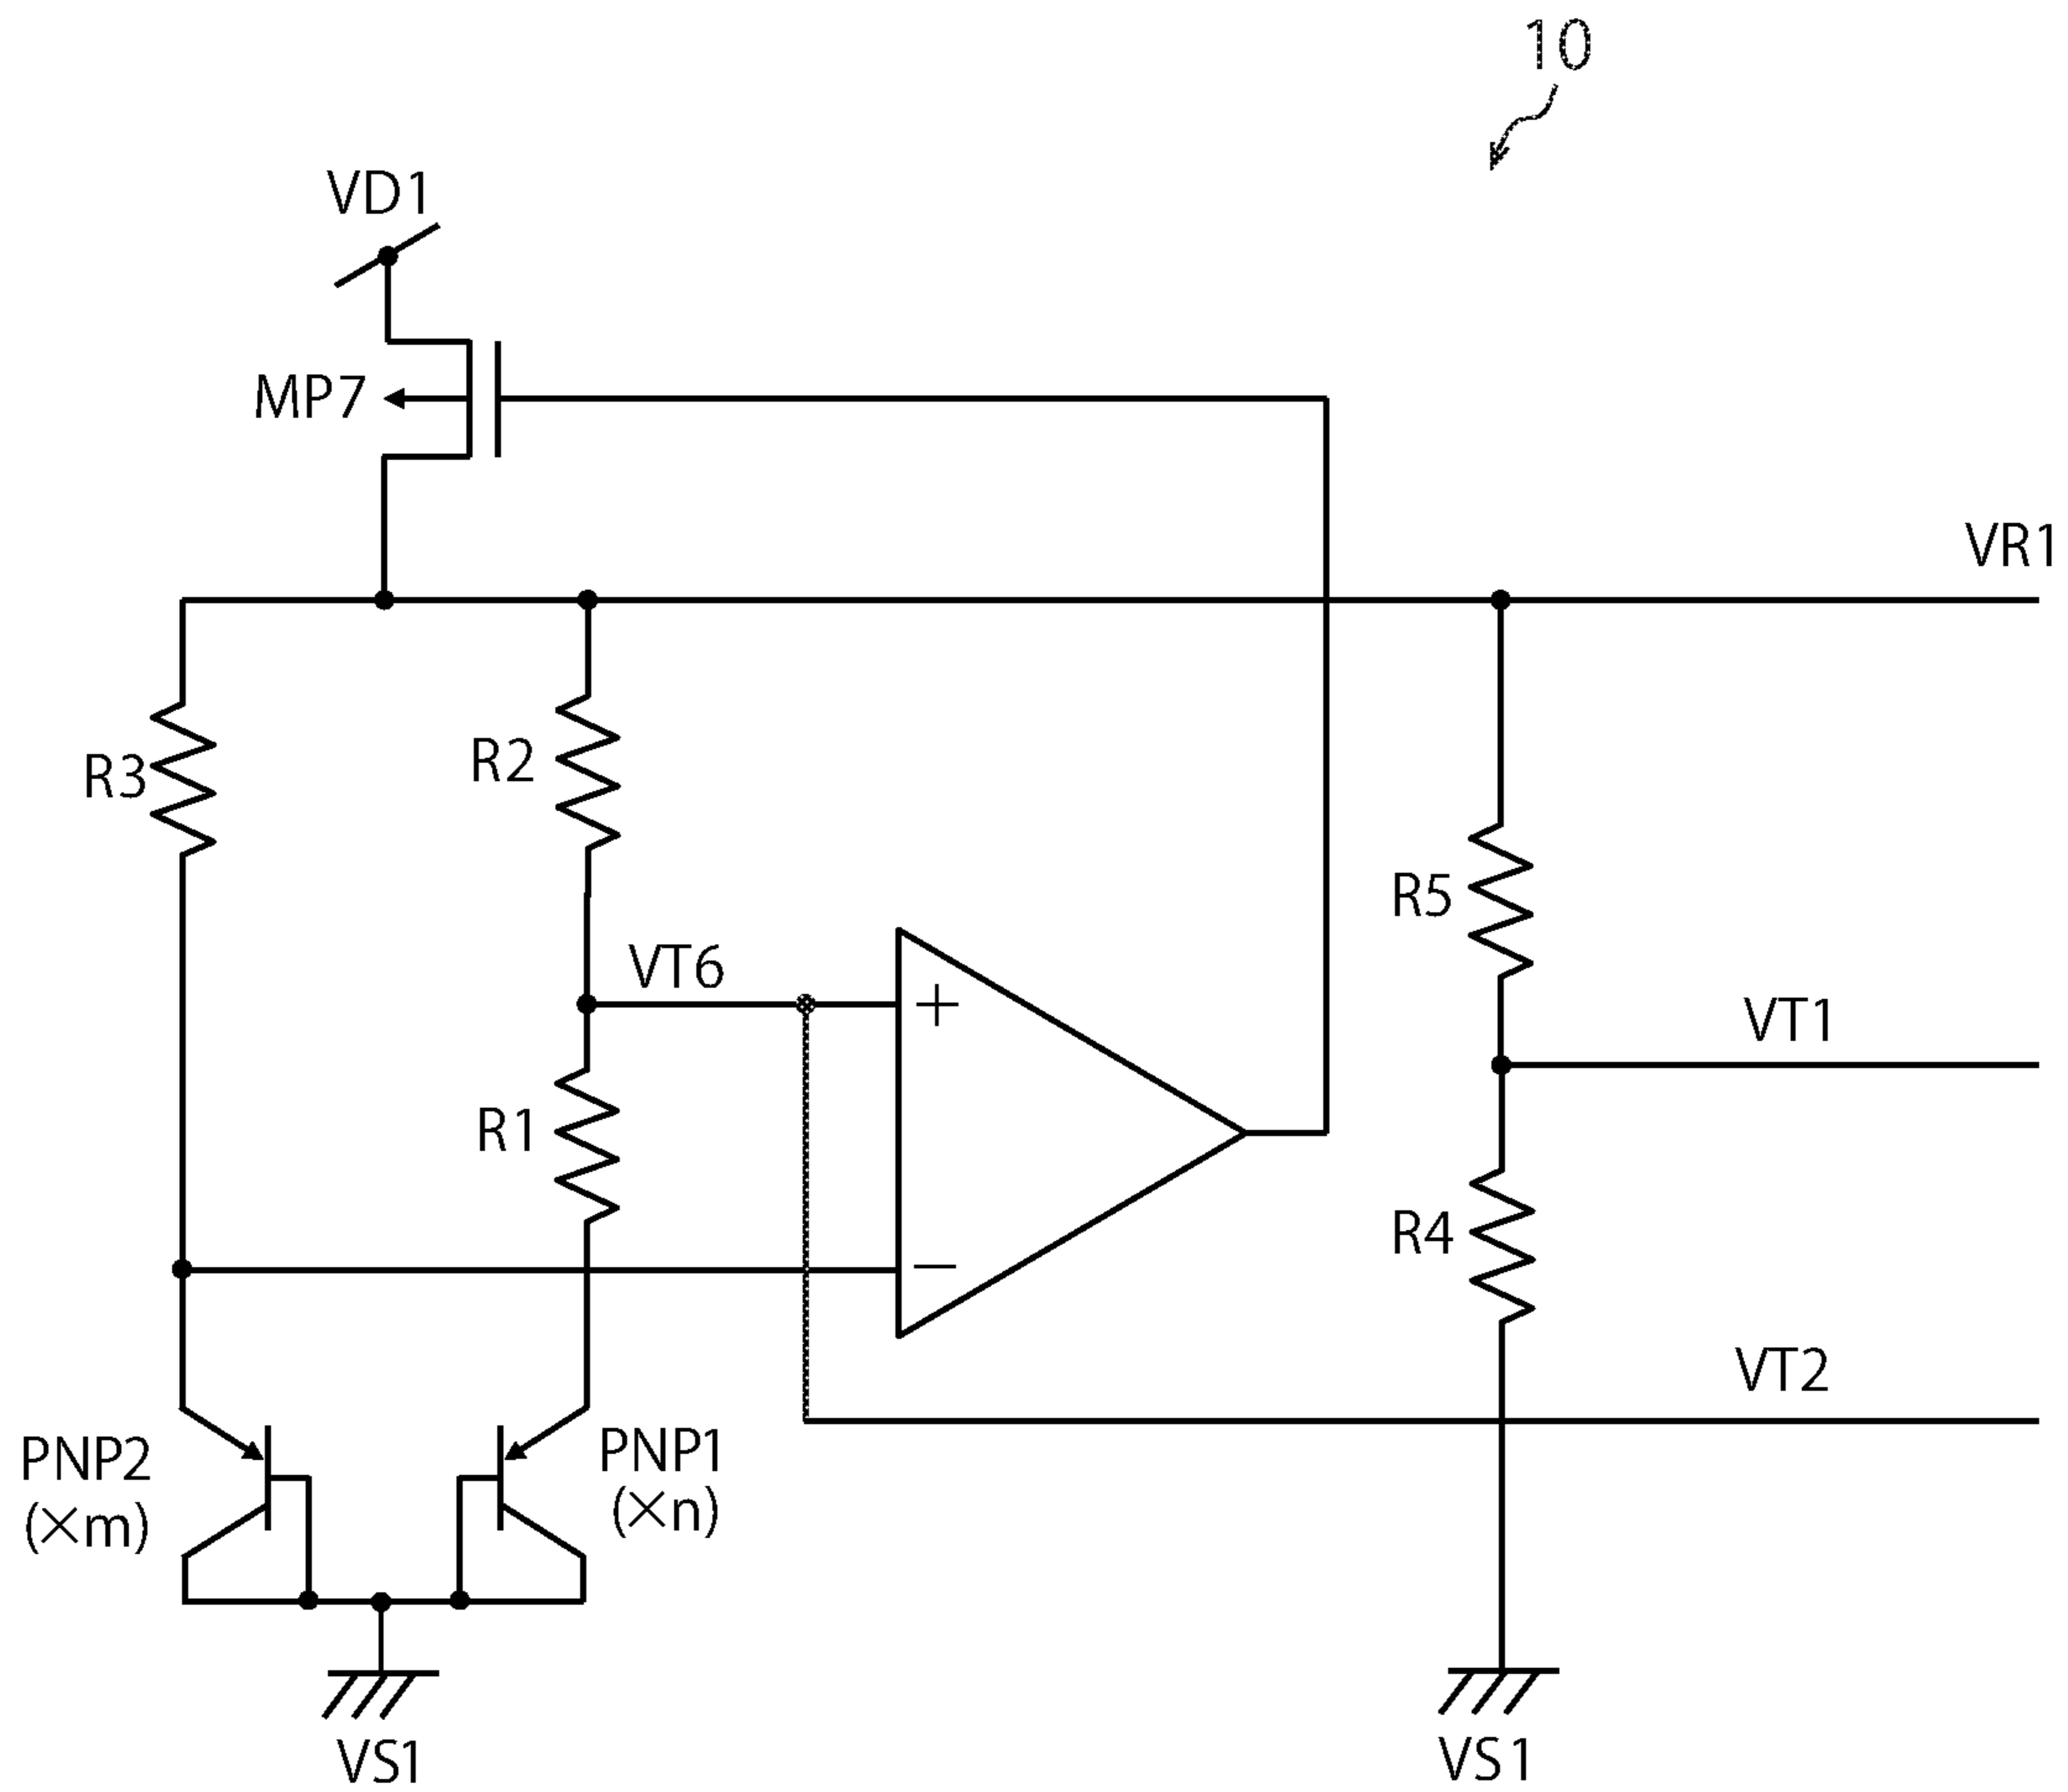 10
VD1
MP7
VR1
R3
R2
R5
VT6
+
VT1
R1
R4
−
VT2
PNP2
(×m)
PNP1
(×n)
VS1
VS1